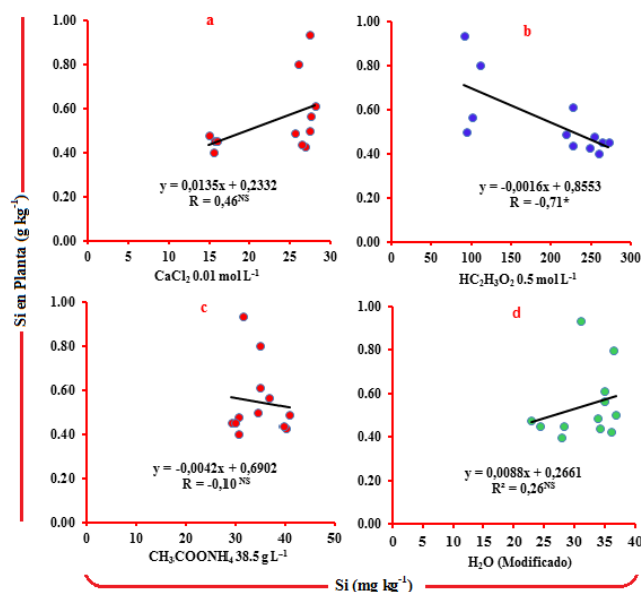 Si en Planta (g kg⁻¹)
a
1.00
0.80
0.60
0.40
0.20
0.00
y = 0,0135x + 0,2332
R = 0,46ᴺˢ
0 5 10 15 20 25 30
CaCl₂ 0.01 mol L⁻¹
b
1.00
0.80
0.60
0.40
0.20
0.00
y = -0,0016x + 0,8553
R = -0,71*
0 50 100 150 200 250 300
HC₂H₃O₂ 0.5 mol L⁻¹
c
1.00
0.80
0.60
0.40
0.20
0.00
y = -0,0042x + 0,6902
R = -0,10 ᴺˢ
0 10 20 30 40 50
CH₃COONH₄ 38.5 g L⁻¹
d
1.00
0.80
0.60
0.40
0.20
0.00
y = 0,0088x + 0,2661
R² = 0,26ᴺˢ
0 5 10 15 20 25 30 35 40
H₂O (Modificado)
Si (mg kg⁻¹)